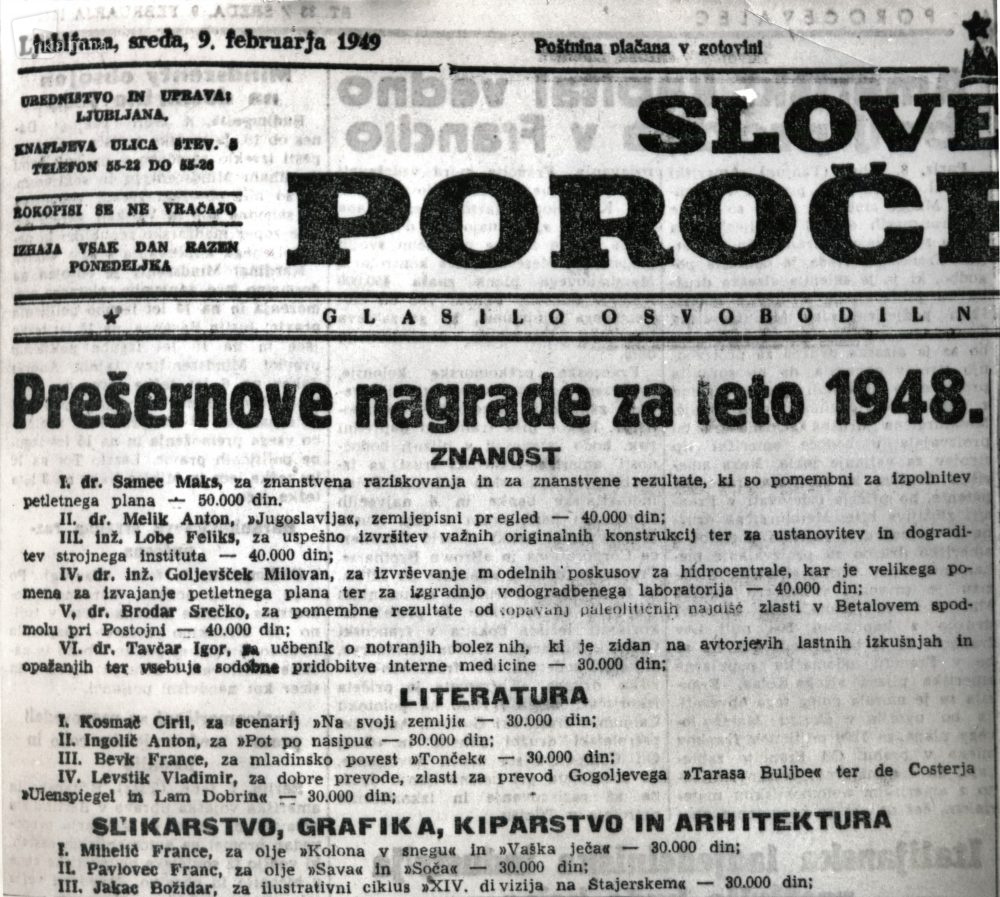 Ljubljana, sreda, 9. februarja 1949
Poštnina plačana v gotovini
UREDNIŠTVO IN UPRAVA:
LJUBLJANA,
KNAFLJEVA ULICA ŠTEV. 5
TELEFON 55-22 DO 55-26
ROKOPISI SE NE VRAČAJO
IZHAJA VSAK DAN RAZEN
PONEDELJKA
SLOVE
POROČE
GLASILO OSVOBODILN
Prešernove nagrade za leto 1948.
ZNANOST
I. dr. Samec Maks, za znanstvena raziskovanja in za znanstvene rezultate, ki so pomembni za izpolnitev
petletnega plana — 50.000 din.
II. dr. Melik Anton, »Jugoslavija«, zemljepisni pregled — 40.000 din;
III. inž. Lobe Feliks, za uspešno izvršitev važnih originalnih konstrukcij ter za ustanovitev in dogradi-
tev strojnega instituta — 40.000 din;
IV. dr. inž. Goljevšček Milovan, za izvrševanje modelnih poskusov za hidrocentrale, kar je velikega po-
mena za izvajanje petletnega plana ter za izgradnjo vodogradbenega laboratorija — 40.000 din;
V. dr. Brodar Srečko, za pomembne rezultate odkopavanj paleolitičnih najdišč zlasti v Betalovem spod-
molu pri Postojni — 40.000 din;
VI. dr. Tavčar Igor, za učbenik o notranjih boleznih, ki je zidan na avtorjevih lastnih izkušnjah in
opažanjih ter vsebuje sodobne pridobitve interne medicine — 30.000 din;
LITERATURA
I. Kosmač Ciril, za scenarij »Na svoji zemlji« — 30.000 din;
II. Ingolič Anton, za »Pot po nasipu« — 30.000 din;
III. Bevk France, za mladinsko povest »Tonček« — 30.000 din;
IV. Levstik Vladimir, za dobre prevode, zlasti za prevod Gogoljevega »Tarasa Buljbe« ter de Costerja
»Ulenspiegel in Lam Dobrin« — 30.000 din;
SLIKARSTVO, GRAFIKA, KIPARSTVO IN ARHITEKTURA
I. Mihelič France, za olje »Kolona v snegu« in »Vaška ječa« — 30.000 din;
II. Pavlovec Franc, za olje »Sava« in »Soča« — 30.000 din;
III. Jakac Božidar, za ilustrativni ciklus »XIV. divizija na Štajerskem« — 30.000 din;